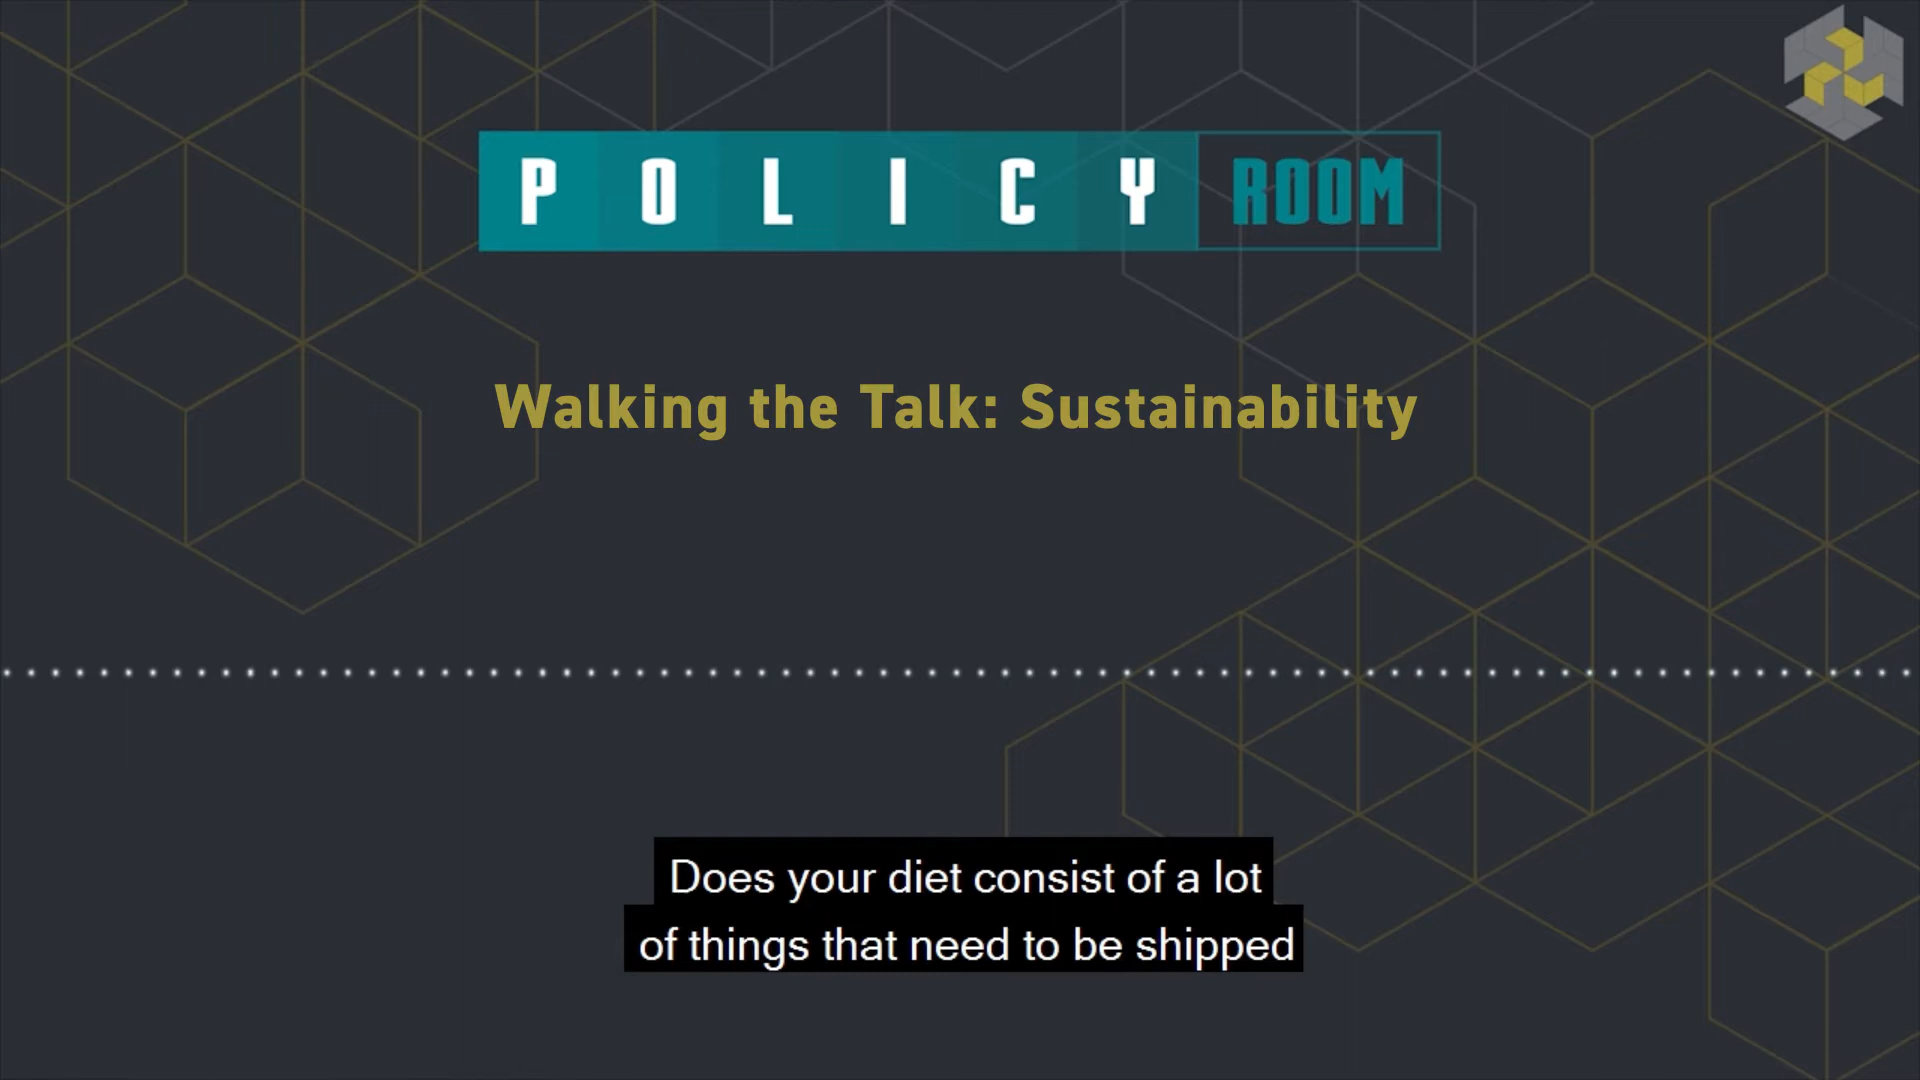 POLICY ROOM
Walking the Talk: Sustainability
Does your diet consist of a lot
of things that need to be shipped